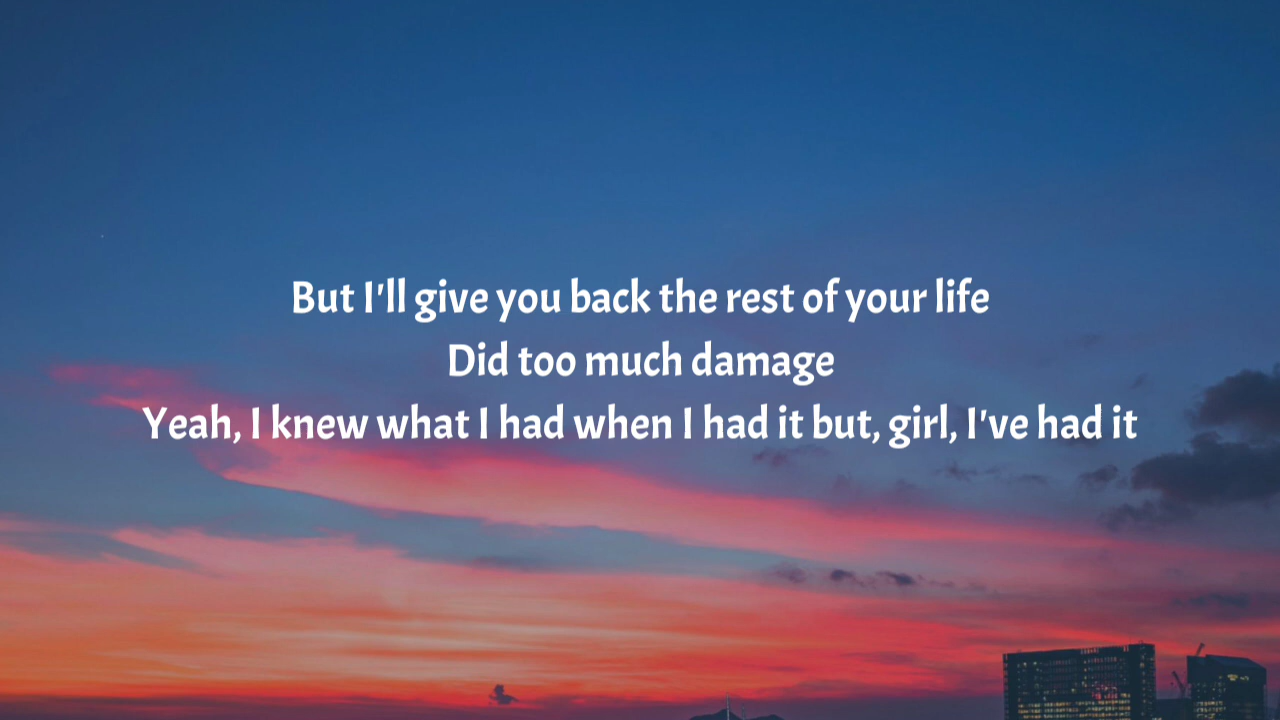 But I'll give you back the rest of your life
Did too much damage
Yeah, I knew what I had when I had it but, girl, I've had it